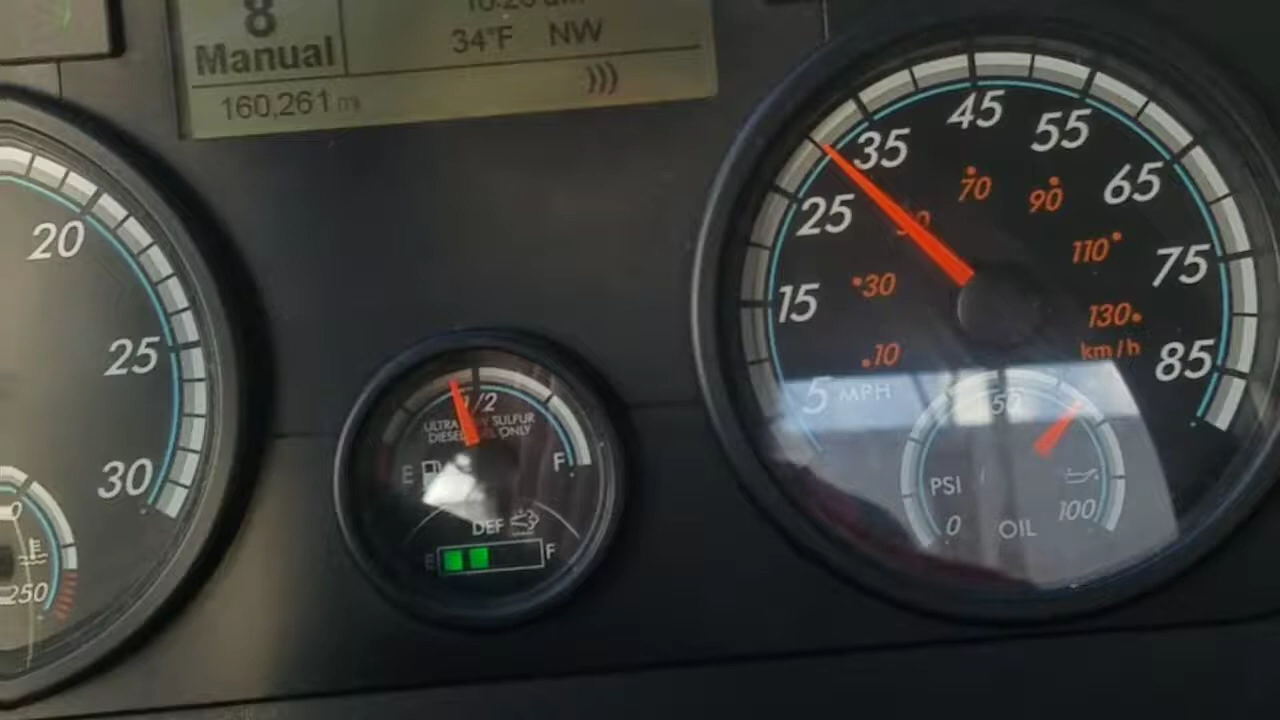 8
Manual
34°F NW
160,261 mi
20
25
30
250
1/2
ULTRA SULFUR
DIESEL ONLY
E F
DEF
E F
5
15
25
35
45
55
65
75
85
MPH
.10
30
70
90
110
130
km/h
50
PSI
0
OIL
100